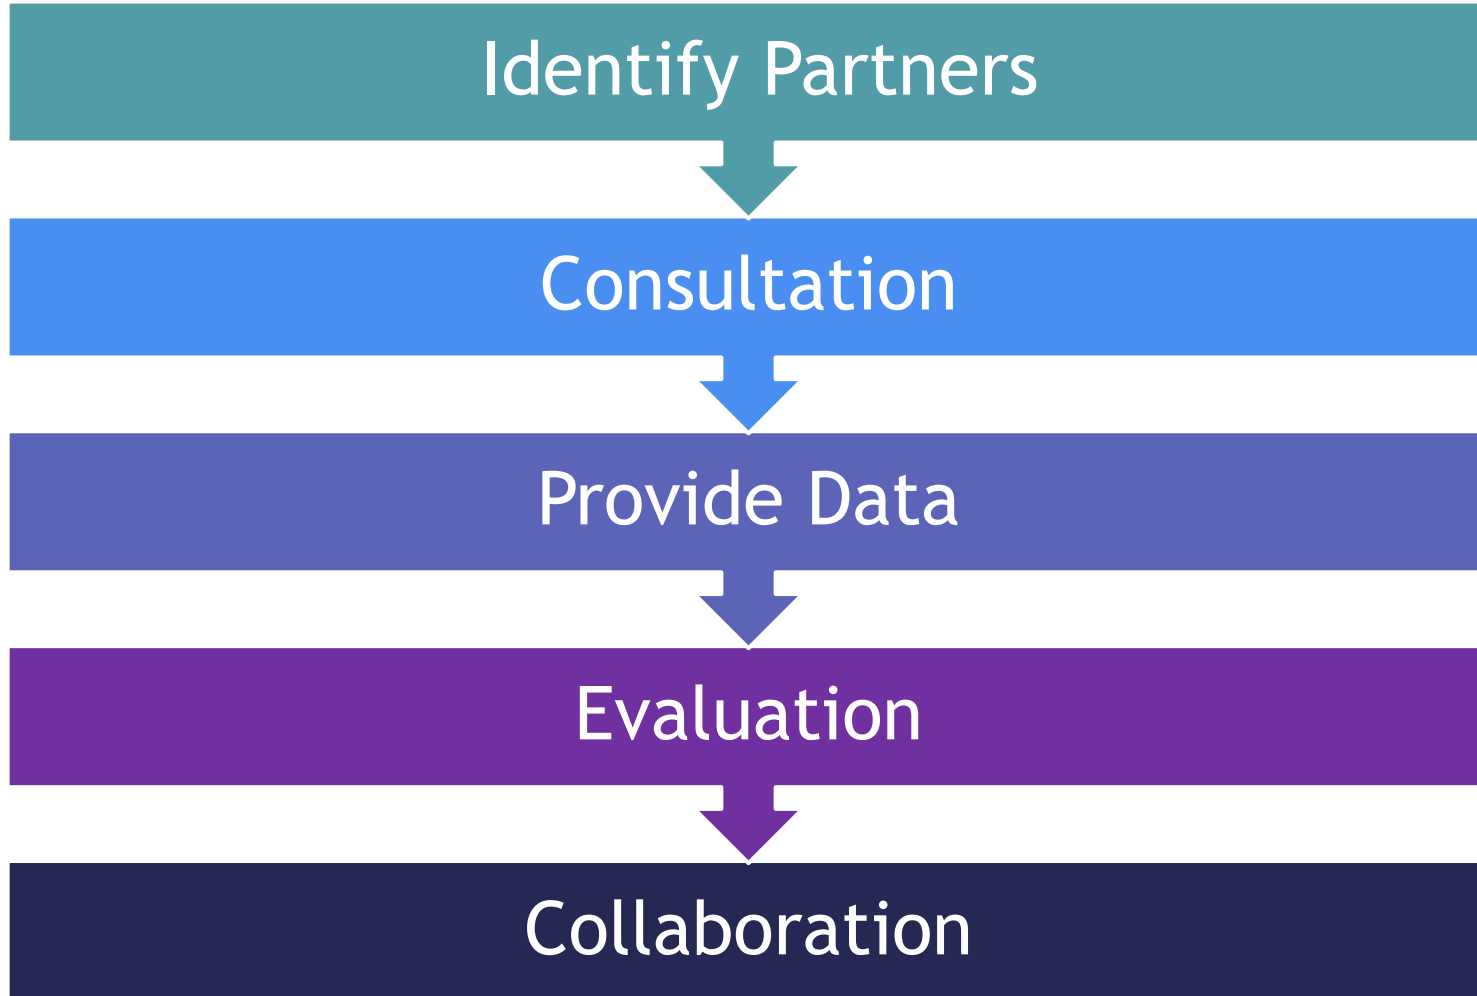 Identify Partners
Consultation
Provide Data
Evaluation
Collaboration